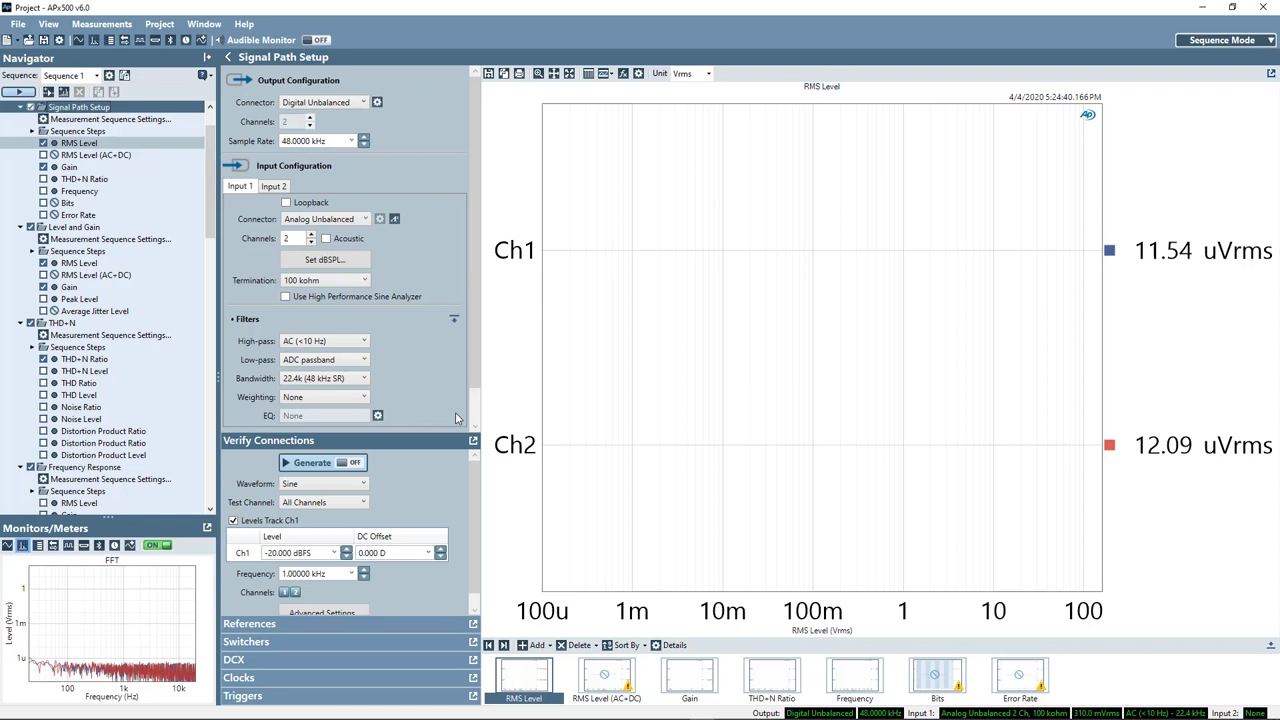 Project - APx500 v6.0
File View Measurements Project Window Help
Audible Monitor OFF
Sequence Mode
Navigator
Sequence: Sequence 1
Signal Path Setup
Measurement Sequence Settings...
Sequence Steps
RMS Level
RMS Level (AC+DC)
Gain
THD+N Ratio
Frequency
Bits
Error Rate
Level and Gain
Measurement Sequence Settings...
Sequence Steps
RMS Level
RMS Level (AC+DC)
Gain
Peak Level
Average Jitter Level
THD+N
Measurement Sequence Settings...
Sequence Steps
THD+N Ratio
THD+N Level
THD Ratio
THD Level
Noise Ratio
Noise Level
Distortion Product Ratio
Distortion Product Ratio
Distortion Product Level
Frequency Response
Measurement Sequence Settings...
Sequence Steps
RMS Level
Monitors/Meters
ON
FFT
Level (Vrms)
1
1m
1u
100 1k 10k
Frequency (Hz)
Signal Path Setup
Output Configuration
Connector: Digital Unbalanced
Channels: 2
Sample Rate: 48.0000 kHz
Input Configuration
Input 1 Input 2
Loopback
Connector: Analog Unbalanced
Channels: 2 Acoustic
Set dBSPL...
Termination: 100 kohm
Use High Performance Sine Analyzer
Filters
High-pass: AC (<10 Hz)
Low-pass: ADC passband
Bandwidth: 22.4k (48 kHz SR)
Weighting: None
EQ: None
Verify Connections
Generate OFF
Waveform: Sine
Test Channel: All Channels
Levels Track Ch1
Level DC Offset
Ch1 -20.000 dBFS 0.000 D
Frequency: 1.00000 kHz
Channels: 1 2
Advanced Settings
References
Switchers
DCX
Clocks
Triggers
Unit Vrms
RMS Level
4/4/2020 5:24:40.166PM
AP
Ch1 11.54 uVrms
Ch2 12.09 uVrms
100u 1m 10m 100m 1 10 100
RMS Level (Vrms)
Add Delete Sort By Details
RMS Level RMS Level (AC+DC) Gain THD+N Ratio Frequency Bits Error Rate
Output: Digital Unbalanced 48.0000 kHz Input 1: Analog Unbalanced 2 Ch, 100 kohm 310.0 mVrms AC (<10 Hz) - 22.4 kHz Input 2: None